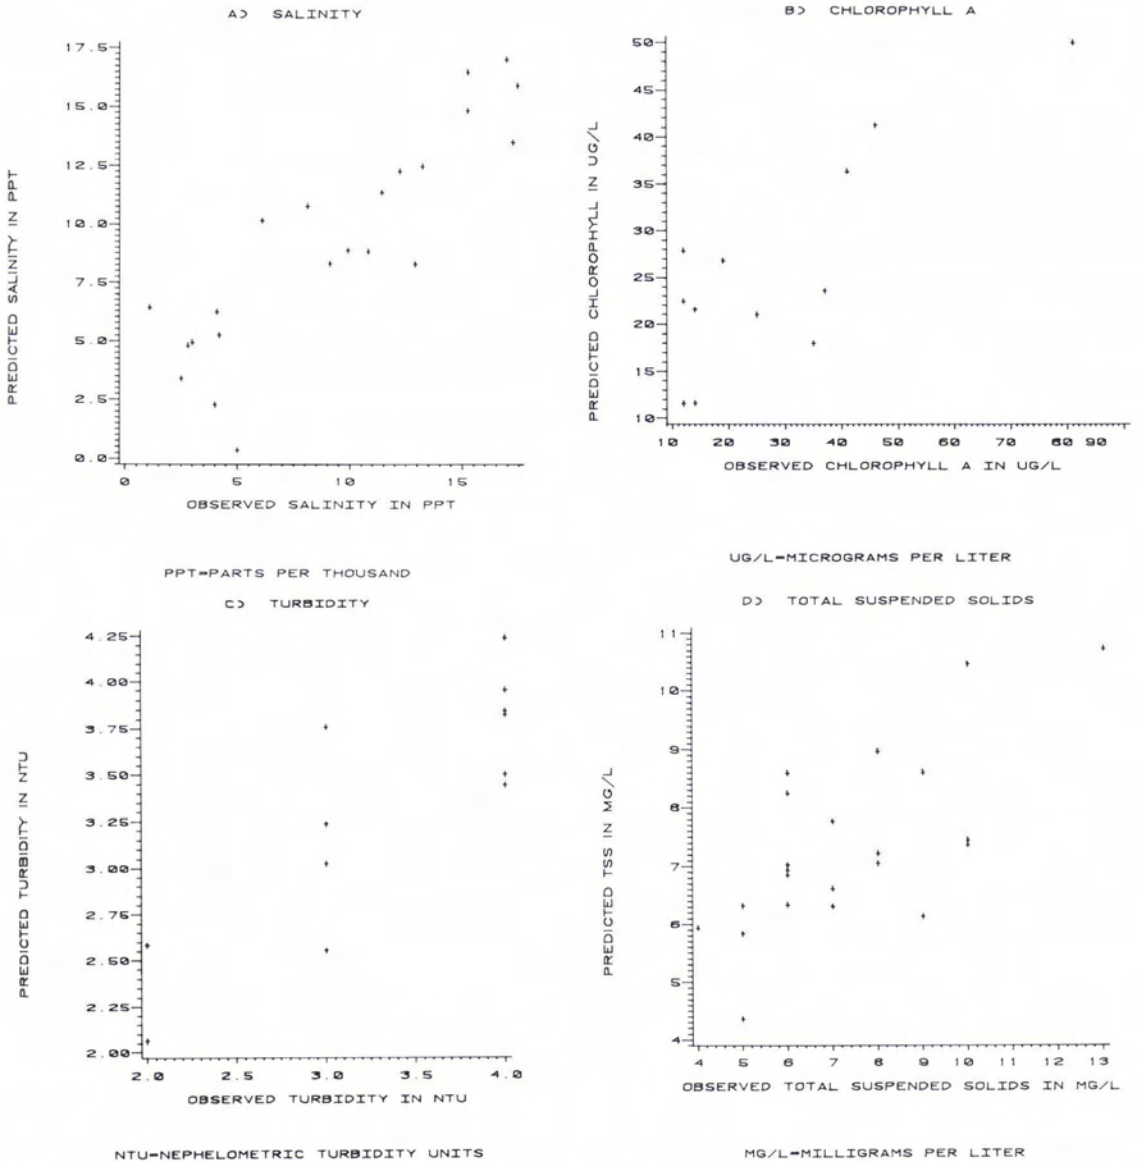 A) SALINITY
PREDICTED SALINITY IN PPT
17.5
15.0
12.5
10.0
7.5
5.0
2.5
0.0
0 5 10 15
OBSERVED SALINITY IN PPT
PPT=PARTS PER THOUSAND
B) CHLOROPHYLL A
PREDICTED CHLOROPHYLL IN UG/L
50
45
40
35
30
25
20
15
10
10 20 30 40 50 60 70 80 90
OBSERVED CHLOROPHYLL A IN UG/L
UG/L=MICROGRAMS PER LITER
C) TURBIDITY
PREDICTED TURBIDITY IN NTU
4.25
4.00
3.75
3.50
3.25
3.00
2.75
2.50
2.25
2.00
2.0 2.5 3.0 3.5 4.0
OBSERVED TURBIDITY IN NTU
NTU=NEPHELOMETRIC TURBIDITY UNITS
D) TOTAL SUSPENDED SOLIDS
PREDICTED TSS IN MG/L
11
10
9
8
7
6
5
4
4 5 6 7 8 9 10 11 12 13
OBSERVED TOTAL SUSPENDED SOLIDS IN MG/L
MG/L=MILLIGRAMS PER LITER